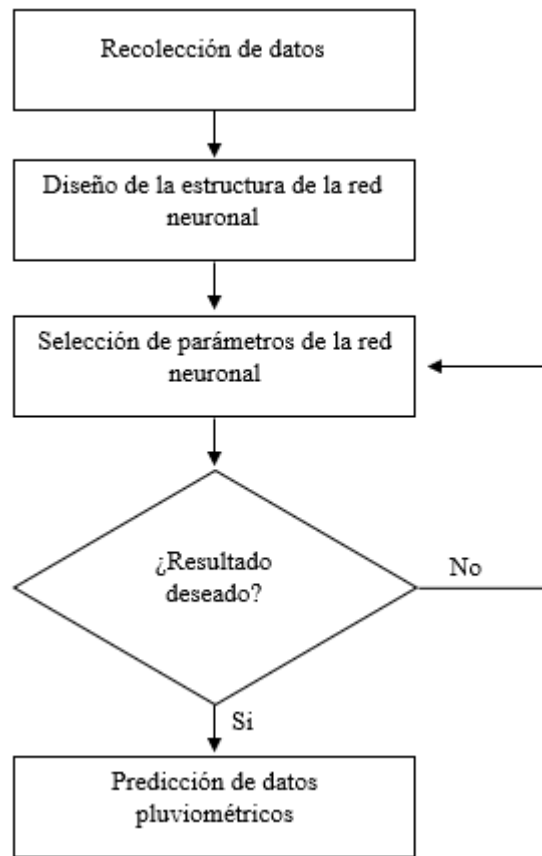 Recolección de datos
Diseño de la estructura de la red
neuronal
Selección de parámetros de la red
neuronal
¿Resultado
deseado?
No
Si
Predicción de datos
pluviométricos